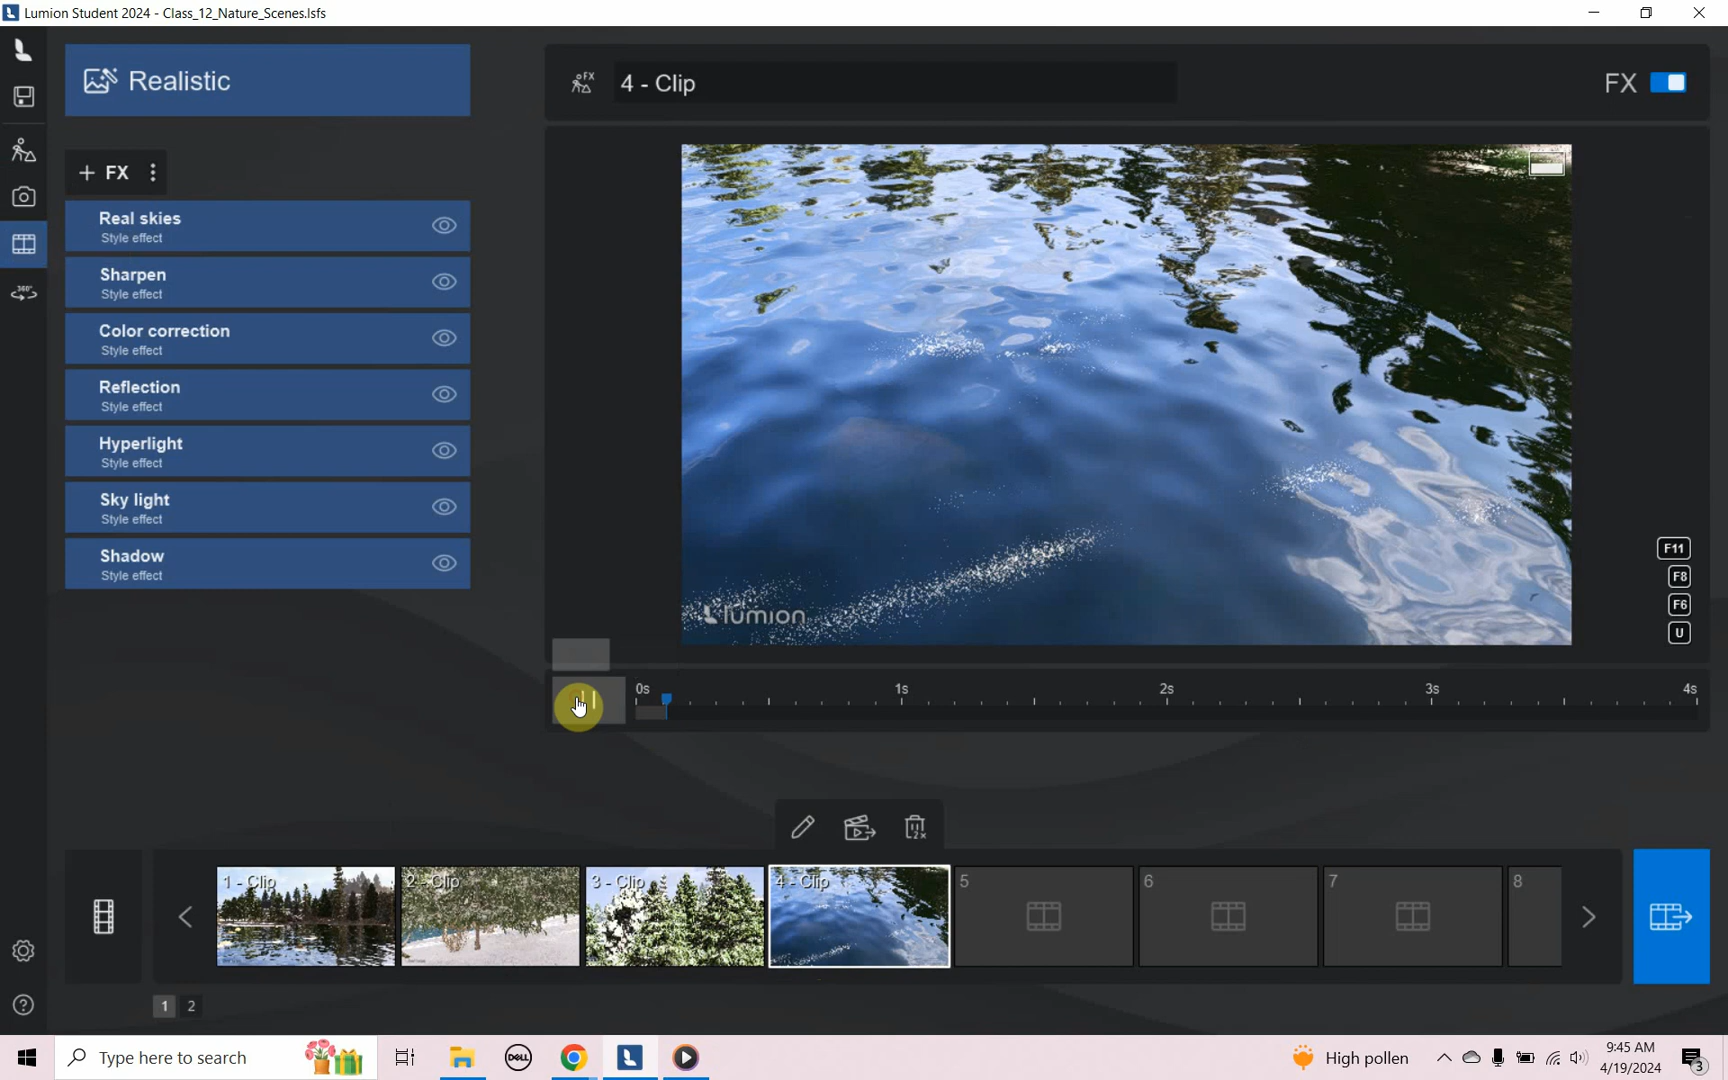 Lumion Student 2024 - Class_12_Nature_Scenes.lsfs
Realistic
4 - Clip
FX
+ FX
Real skies
Style effect
Sharpen
Style effect
Color correction
Style effect
Reflection
Style effect
Hyperlight
Style effect
Sky light
Style effect
Shadow
Style effect
360°
F11
F8
F6
U
lumion
0s
1s
2s
3s
4s
2x
1 - Clip
2 - Clip
3 - Clip
4 - Clip
5
6
7
8
1
2
Type here to search
DELL
High pollen
9:45 AM
4/19/2024
3